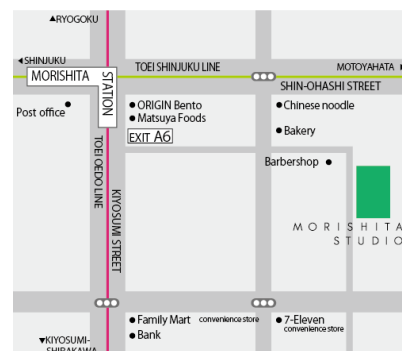 ▲RYOGOKU
◀SHINJUKU
TOEI SHINJUKU LINE
MOTOYAHATA
MORISHITA
STATION
SHIN-OHASHI STREET
Post office
ORIGIN Bento
Matsuya Foods
EXIT A6
Chinese noodle
Bakery
Barbershop
TOEI OEDO LINE
KIYOSUMI STREET
MORISHITA
STUDIO
Family Mart convenience store
Bank
7-Eleven
convenience store
▼KIYOSUMI-
SHIRAKAWA